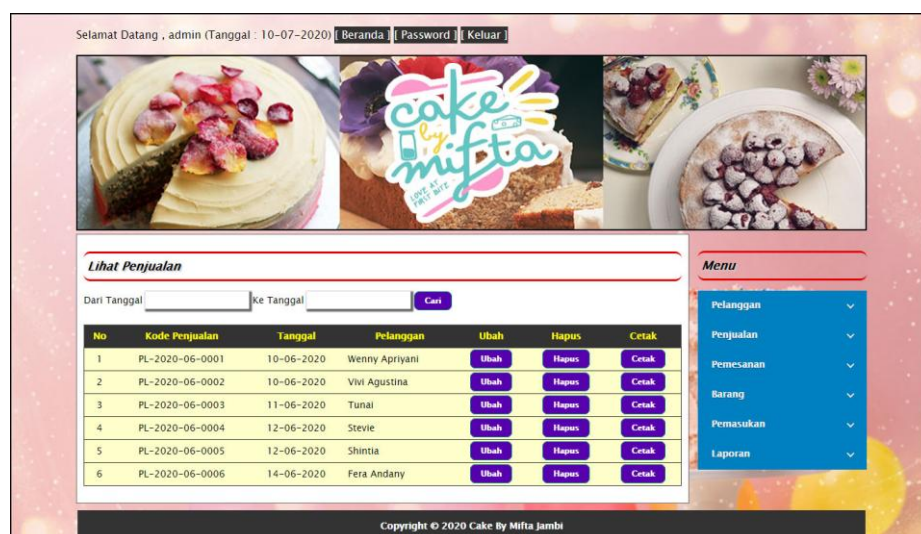 Selamat Datang , admin (Tanggal : 10-07-2020) [ Beranda ] [ Password ] [ Keluar ]
cake
by
mifta
LOVE AT
FIRST BITE
Lihat Penjualan
Dari Tanggal Ke Tanggal Cari
No Kode Penjualan Tanggal Pelanggan Ubah Hapus Cetak
1 PL-2020-06-0001 10-06-2020 Wenny Apriyani Ubah Hapus Cetak
2 PL-2020-06-0002 10-06-2020 Vivi Agustina Ubah Hapus Cetak
3 PL-2020-06-0003 11-06-2020 Tunai Ubah Hapus Cetak
4 PL-2020-06-0004 12-06-2020 Stevie Ubah Hapus Cetak
5 PL-2020-06-0005 12-06-2020 Shintia Ubah Hapus Cetak
6 PL-2020-06-0006 14-06-2020 Fera Andany Ubah Hapus Cetak
Menu
Pelanggan
Penjualan
Pemesanan
Barang
Pemasukan
Laporan
Copyright © 2020 Cake By Mifta Jambi